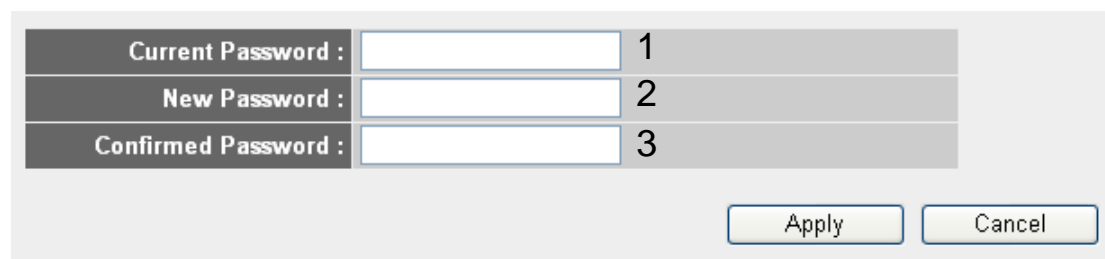 Current Password : 1
New Password : 2
Confirmed Password : 3
Apply Cancel